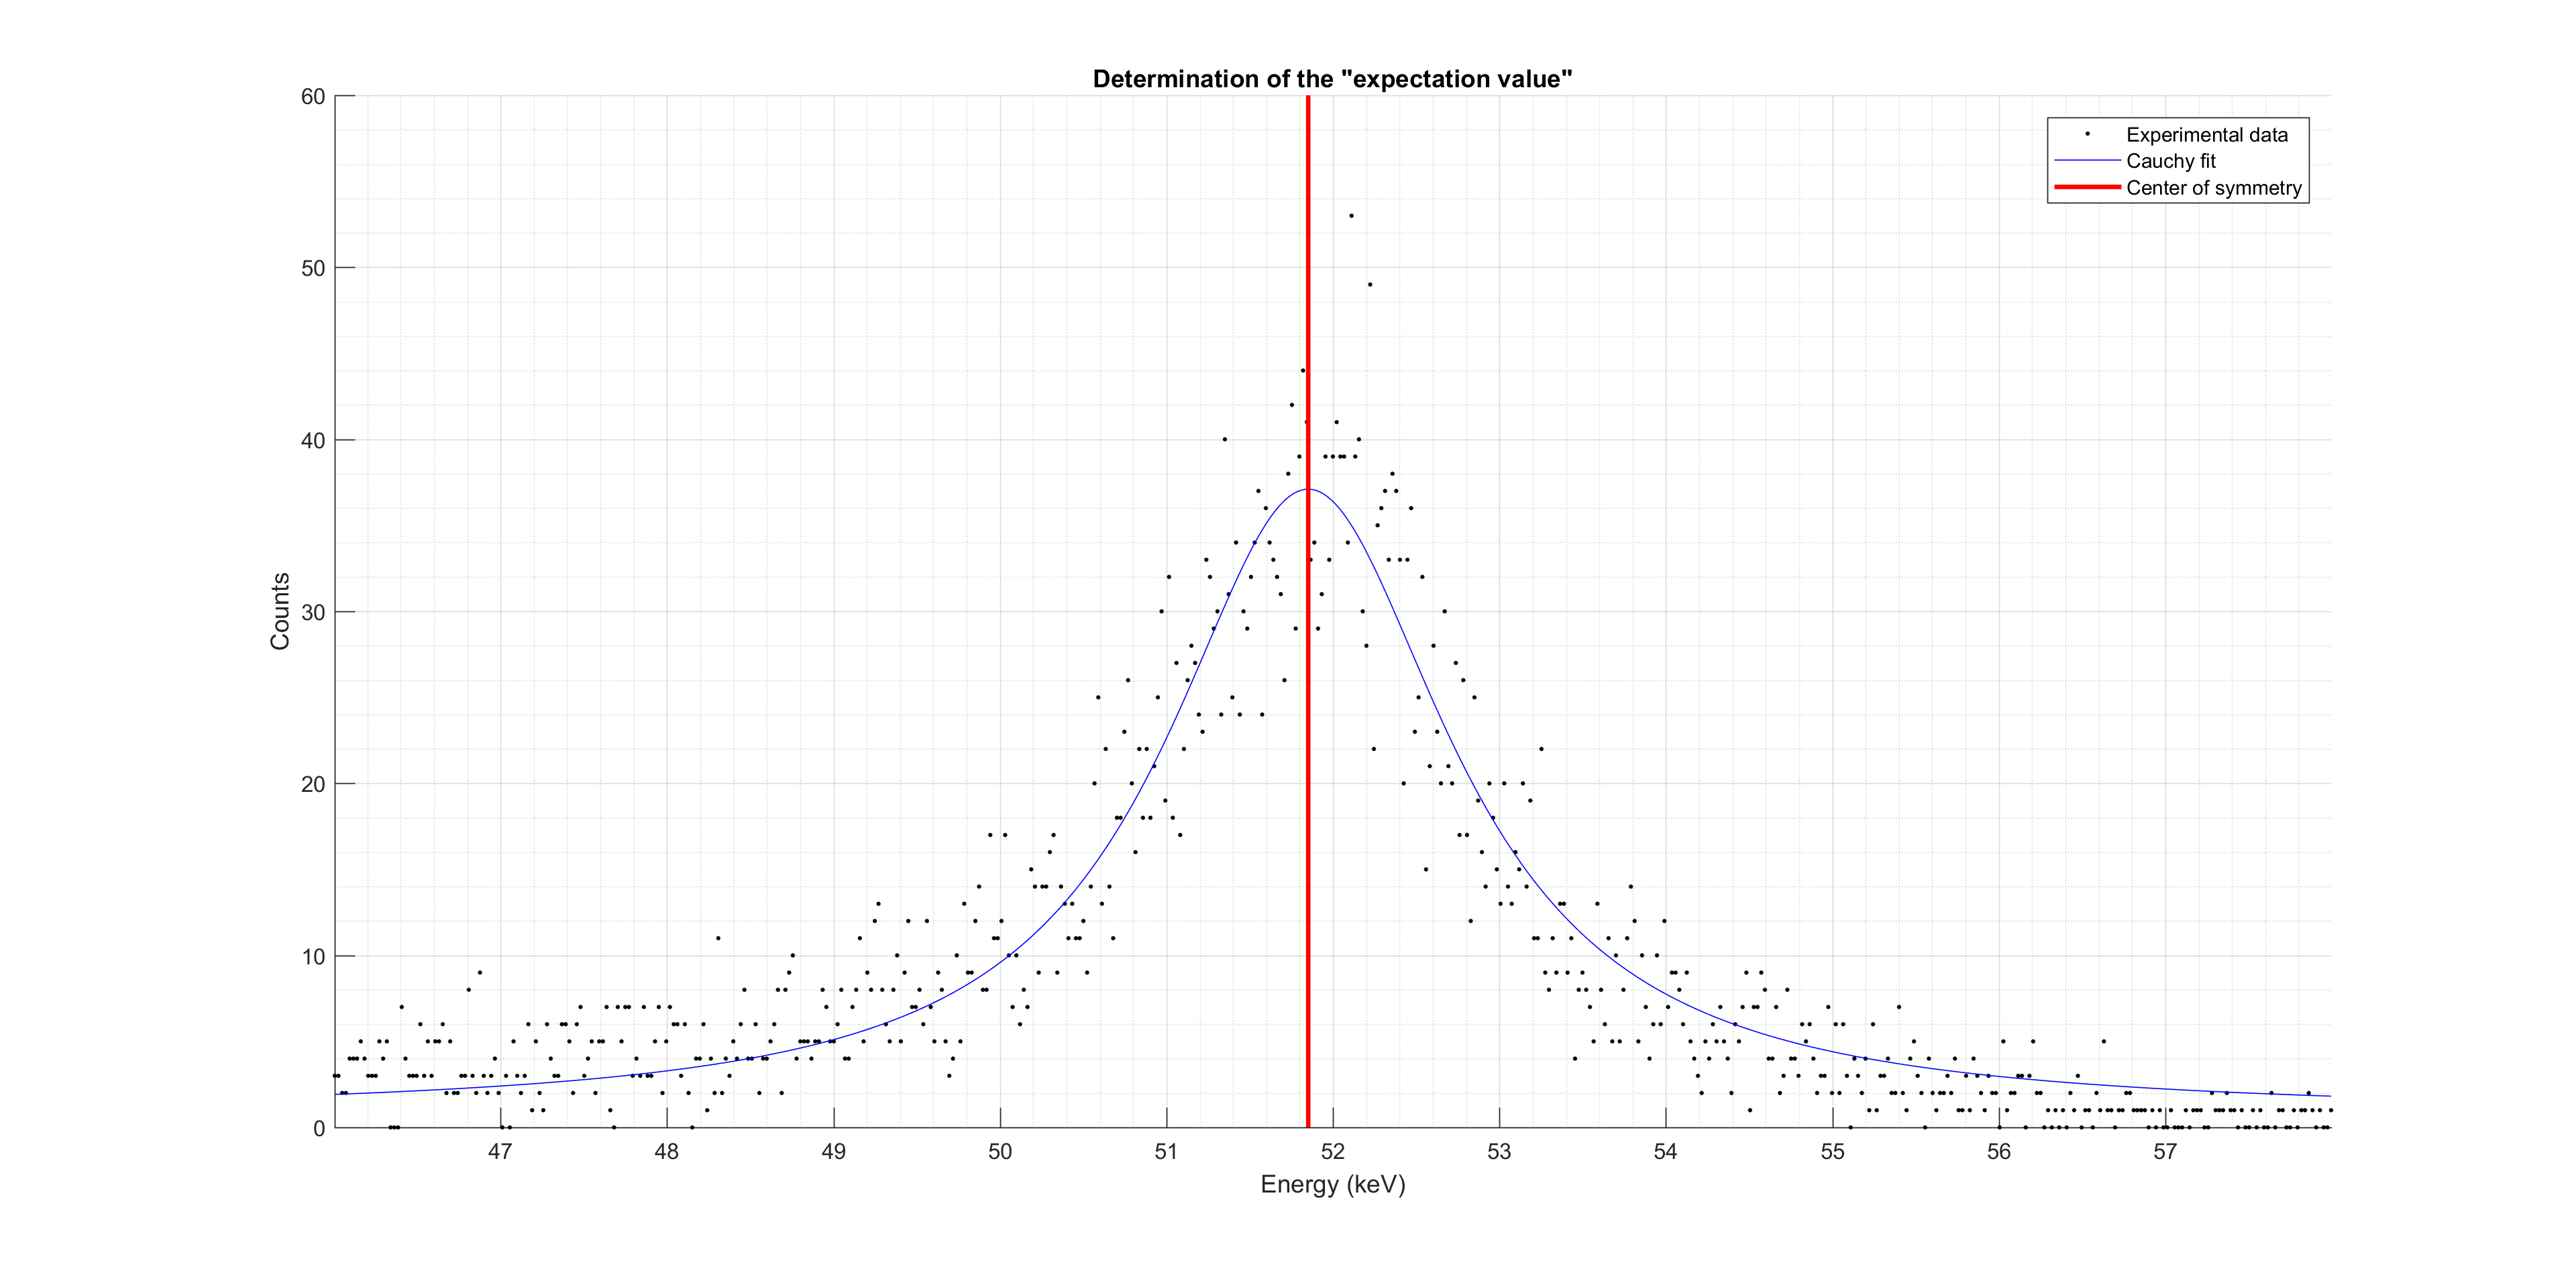 Determination of the "expectation value"
60
50
40
30
20
10
0
Counts
Experimental data
Cauchy fit
Center of symmetry
47 48 49 50 51 52 53 54 55 56 57
Energy (keV)